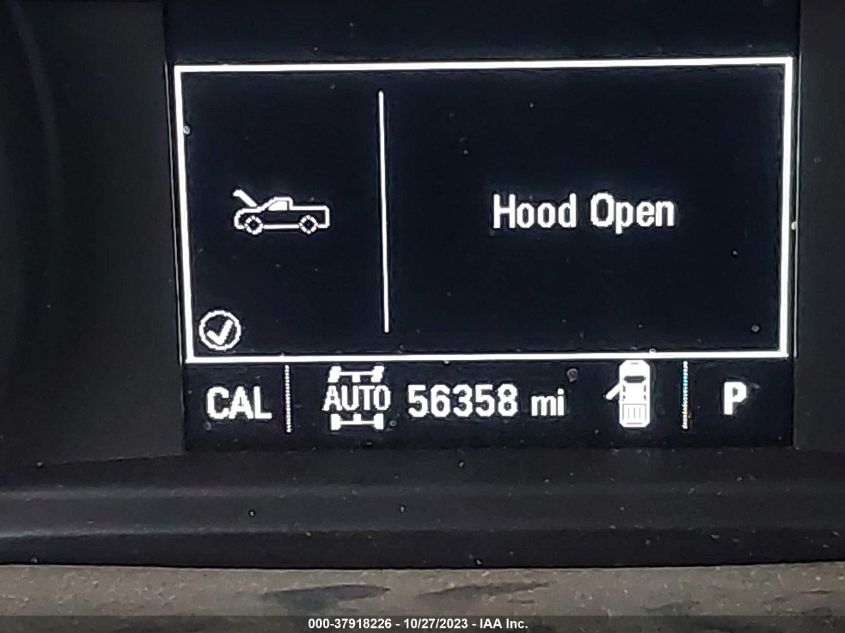 Hood Open
CAL AUTO 56358 mi P
000-37918226 - 10/27/2023 - IAA Inc.